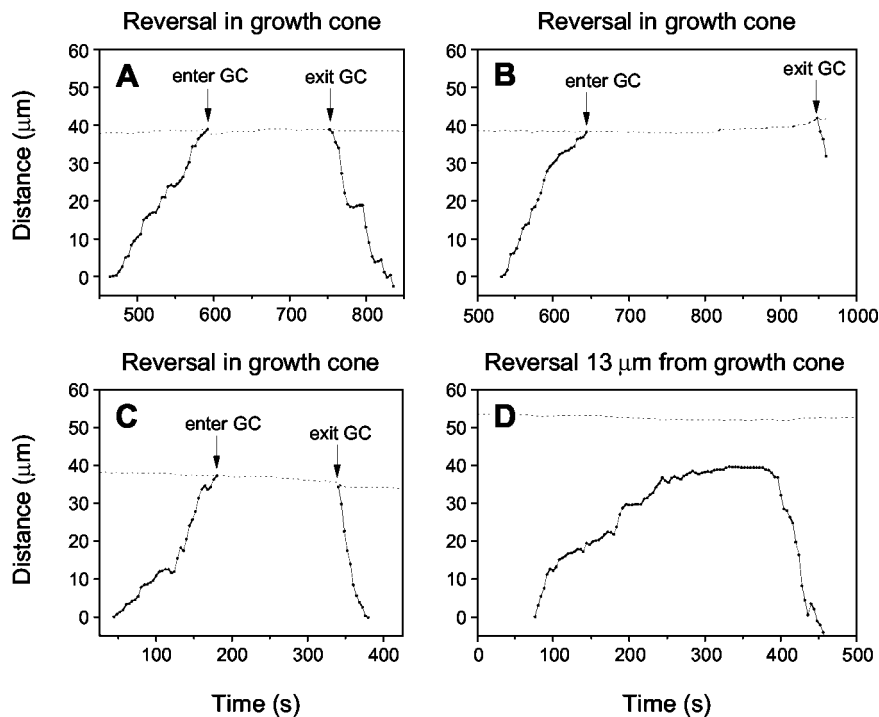 Reversal in growth cone
Reversal in growth cone
A
enter GC
exit GC
60
50
40
30
20
10
0
Distance (μm)
500
600
700
800
B
enter GC
exit GC
60
50
40
30
20
10
0
500
600
700
800
900
1000
Reversal in growth cone
Reversal 13 μm from growth cone
C
enter GC
exit GC
60
50
40
30
20
10
0
Distance (μm)
100
200
300
400
Time (s)
D
60
50
40
30
20
10
0
0
100
200
300
400
500
Time (s)